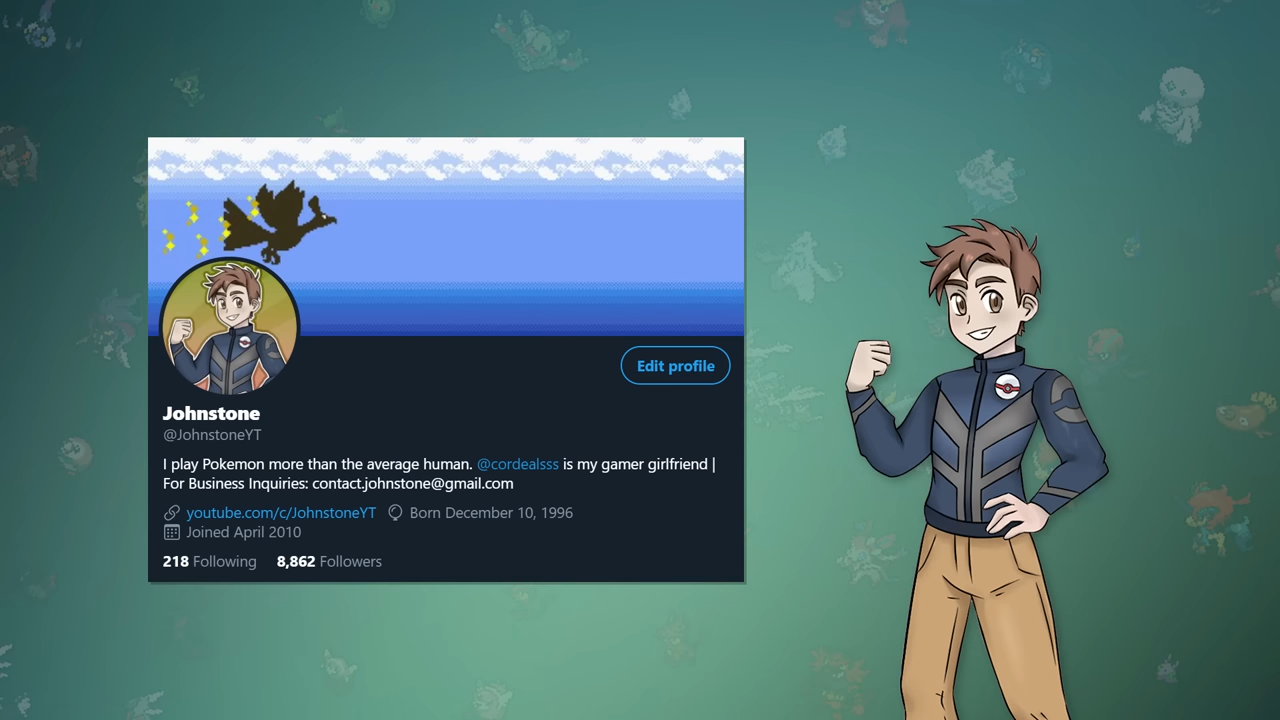 Edit profile
Johnstone
@JohnstoneYT
I play Pokemon more than the average human. @cordealsss is my gamer girlfriend |
For Business Inquiries: contact.johnstone@gmail.com
youtube.com/c/JohnstoneYT Born December 10, 1996
Joined April 2010
218 Following 8,862 Followers